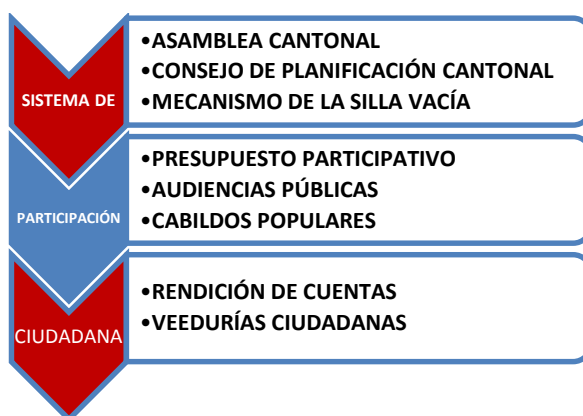 SISTEMA DE
•ASAMBLEA CANTONAL
•CONSEJO DE PLANIFICACIÓN CANTONAL
•MECANISMO DE LA SILLA VACÍA
PARTICIPACIÓN
•PRESUPUESTO PARTICIPATIVO
•AUDIENCIAS PÚBLICAS
•CABILDOS POPULARES
CIUDADANA
•RENDICIÓN DE CUENTAS
•VEEDURÍAS CIUDADANAS